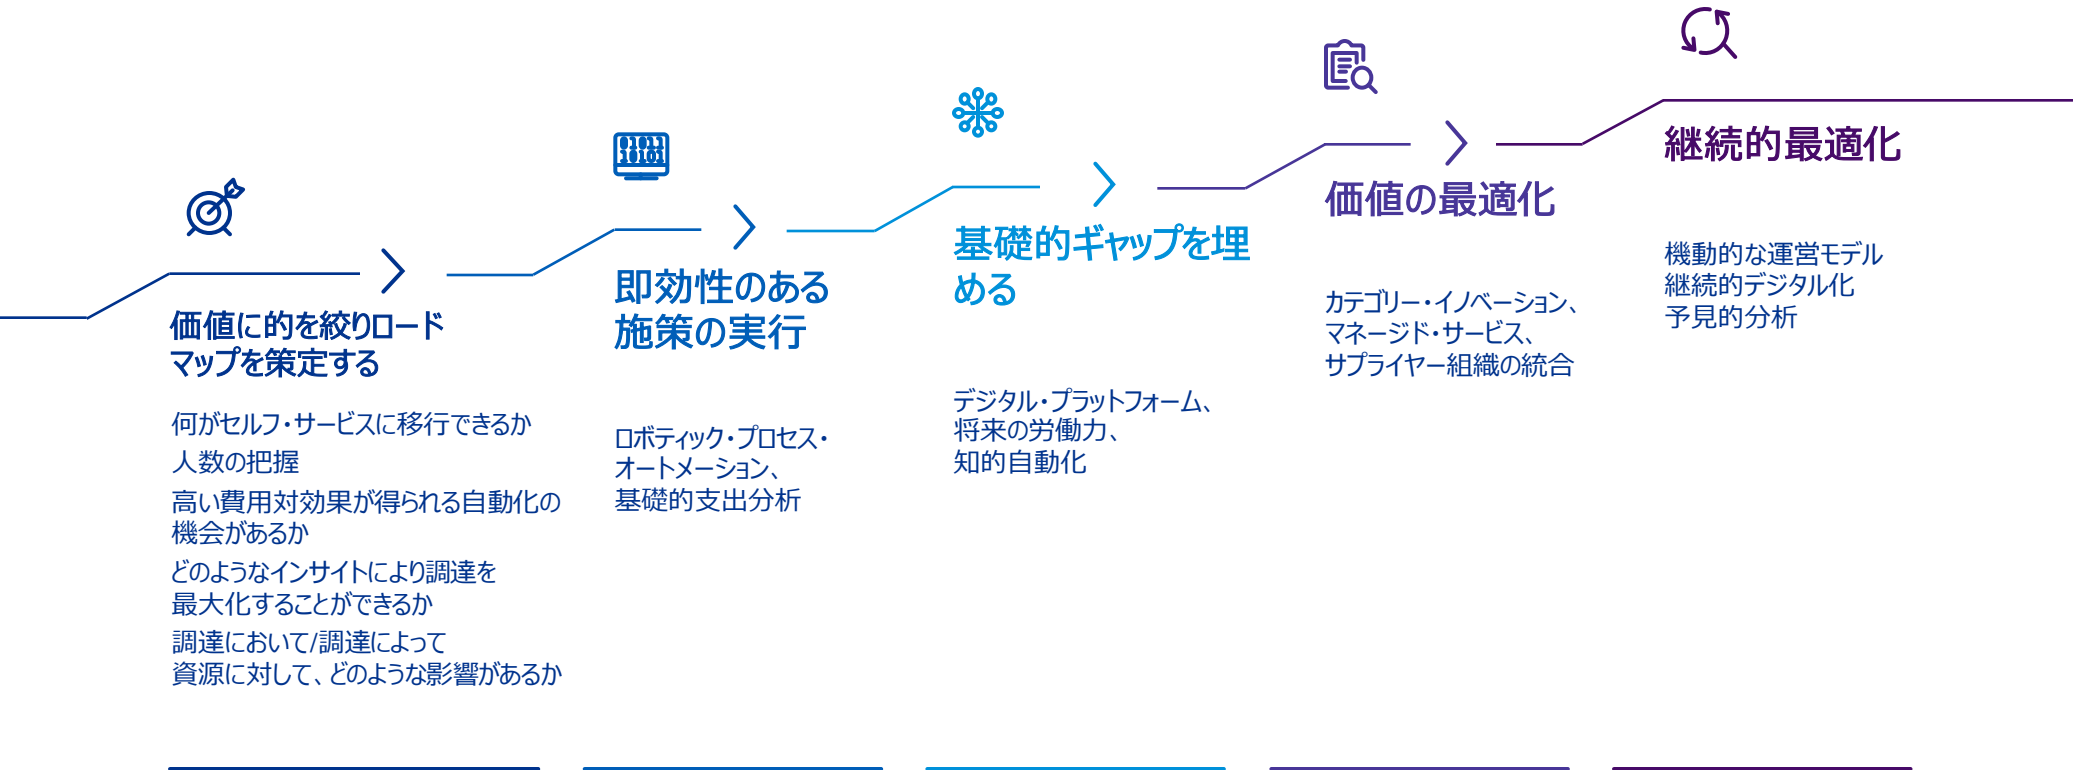 価値に的を絞りロード
マップを策定する
何がセルフ・サービスに移行できるか
人数の把握
高い費用対効果が得られる自動化の
機会があるか
どのようなインサイトにより調達を
最大化することができるか
調達において/調達によって
資源に対して、どのような影響があるか
01011
10101
即効性のある
施策の実行
ロボティック・プロセス・
オートメーション、
基礎的支出分析
基礎的ギャップを埋
める
デジタル・プラットフォーム、
将来の労働力、
知的自動化
価値の最適化
カテゴリー・イノベーション、
マネージド・サービス、
サプライヤー組織の統合
継続的最適化
機動的な運営モデル
継続的デジタル化
予見的分析